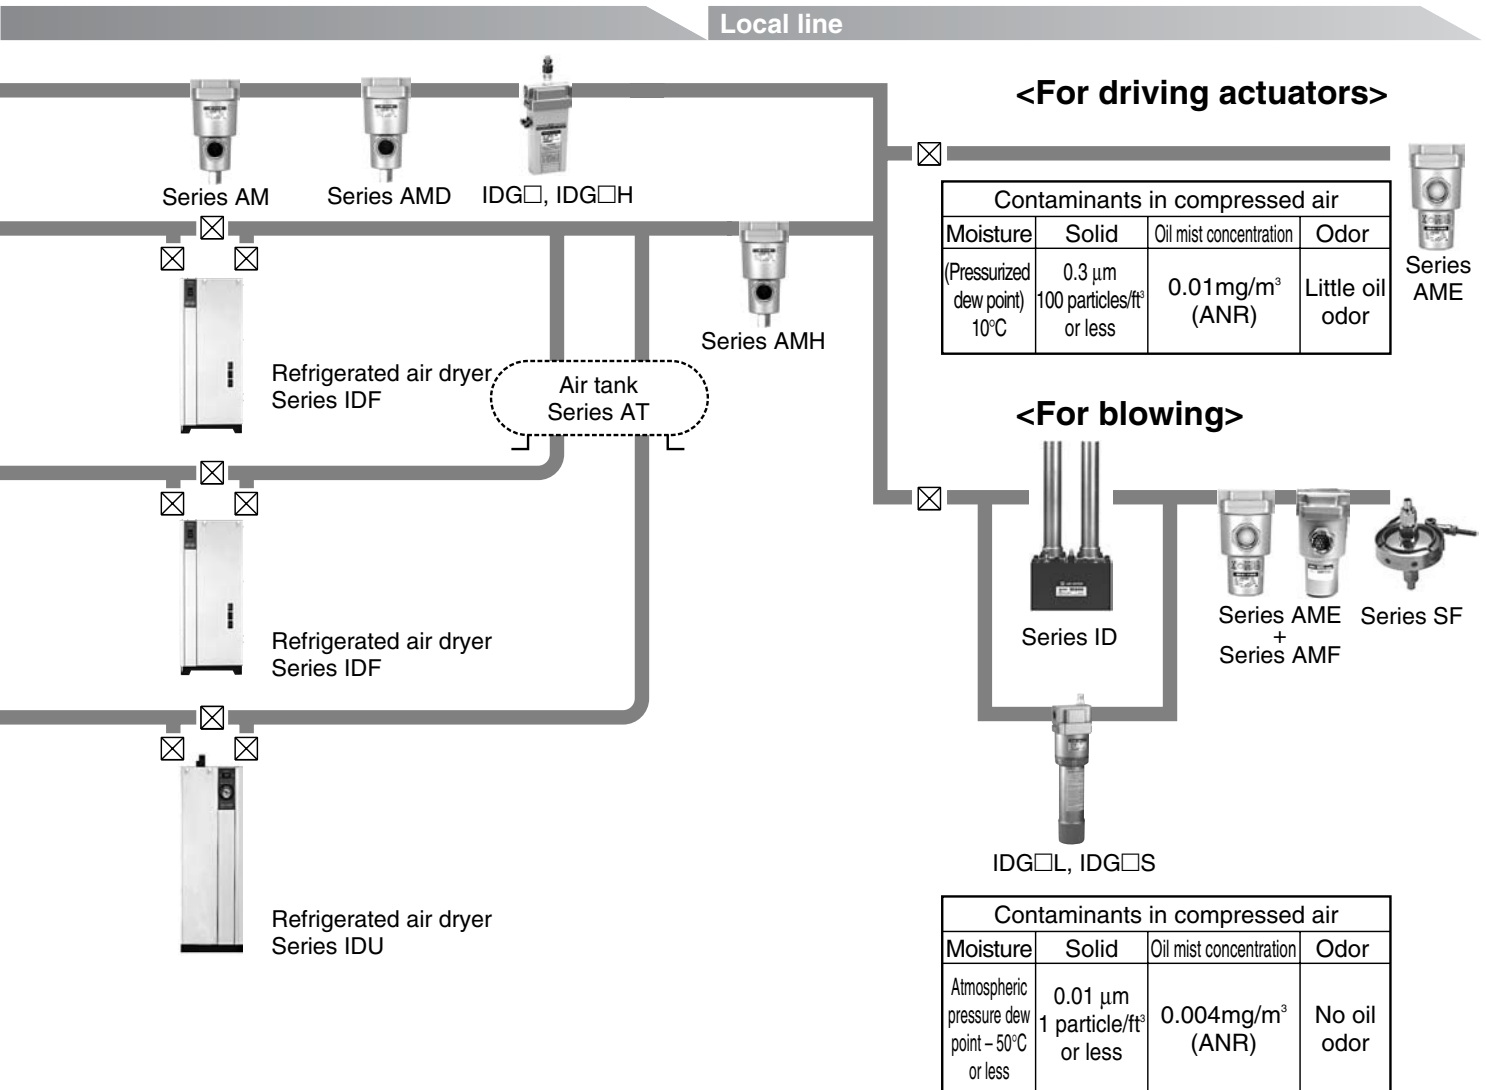 Local line
<For driving actuators>
Series AM
Series AMD
IDG□, IDG□H
Contaminants in compressed air
Moisture Solid Oil mist concentration Odor
(Pressurized
dew point)
10°C
0.3 µm
100 particles/ft³
or less
0.01mg/m³
(ANR)
Little oil
odor
Series
AME
Series AMH
Refrigerated air dryer
Series IDF
Air tank
Series AT
<For blowing>
Refrigerated air dryer
Series IDF
Series ID
Series AME
+
Series AMF
Series SF
IDG□L, IDG□S
Refrigerated air dryer
Series IDU
Contaminants in compressed air
Moisture Solid Oil mist concentration Odor
Atmospheric
pressure dew
point – 50°C
or less
0.01 µm
1 particle/ft³
or less
0.004mg/m³
(ANR)
No oil
odor